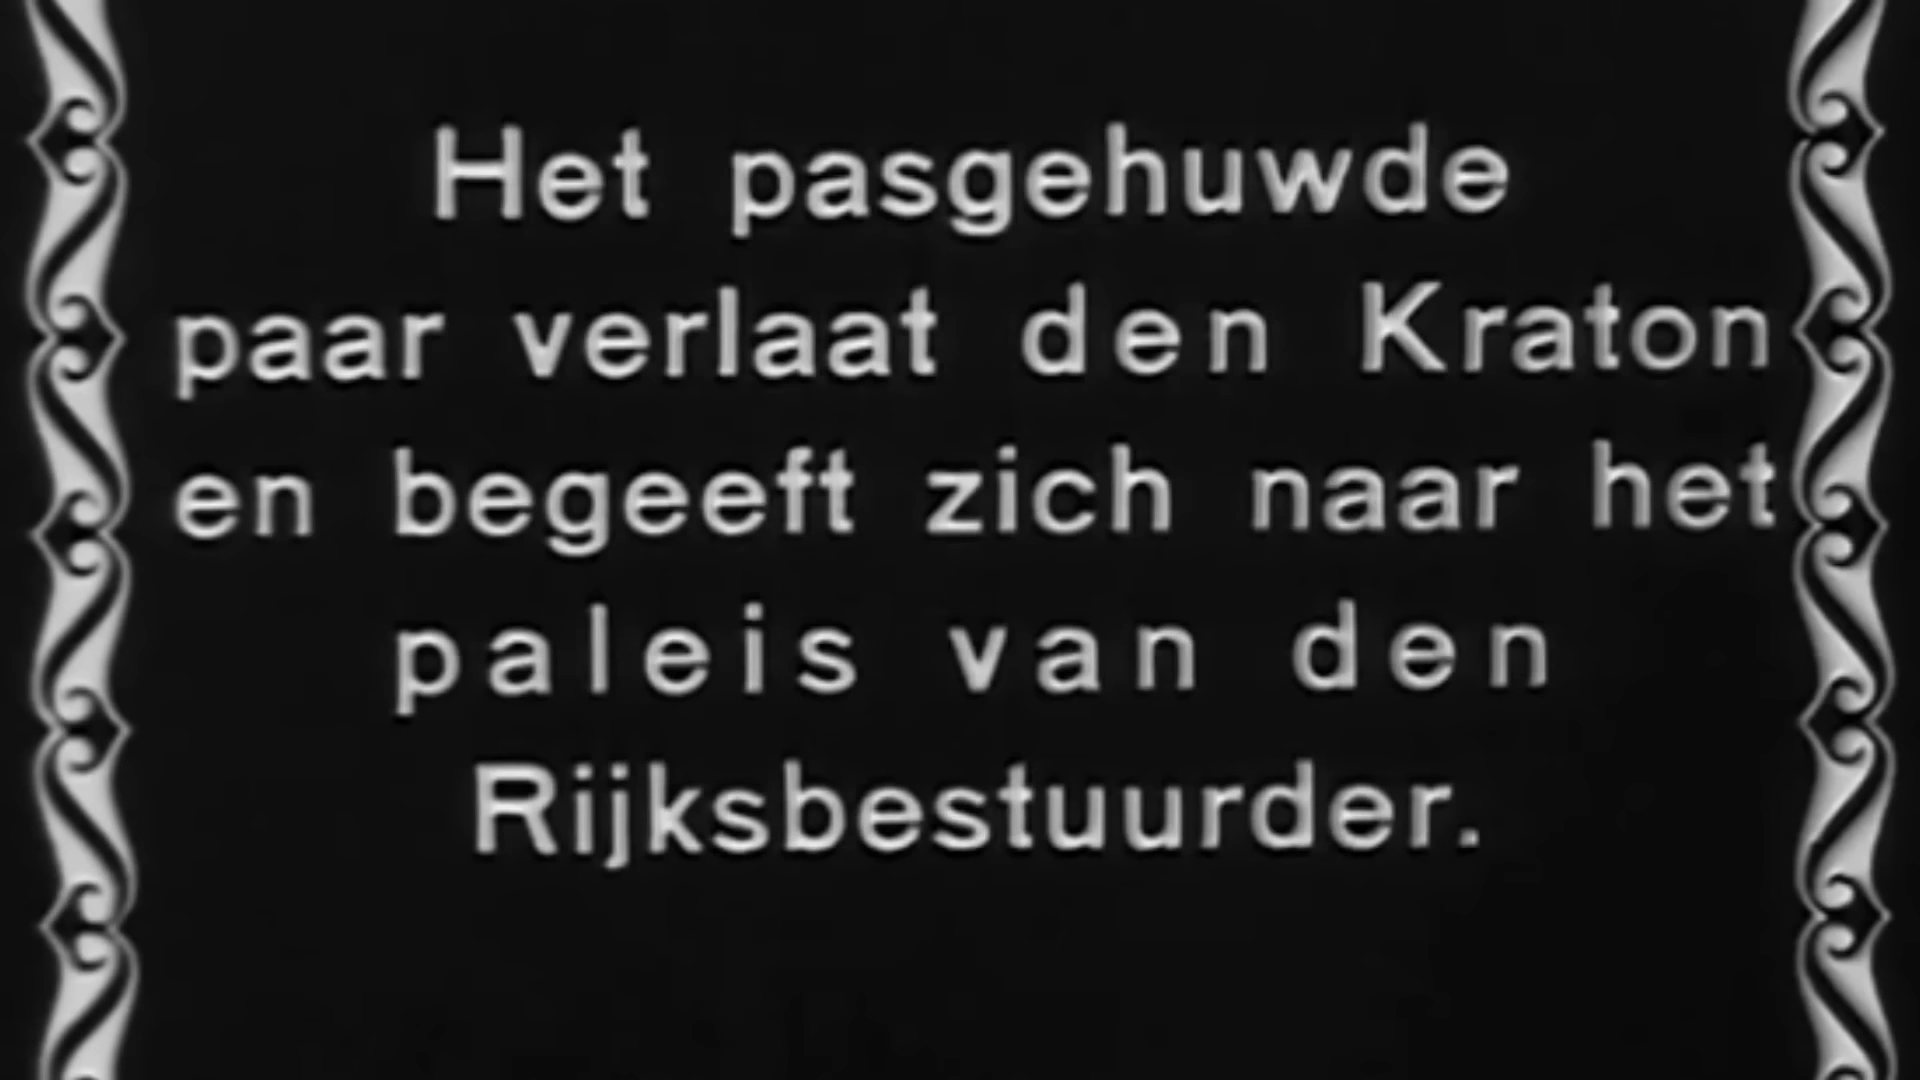 Het pasgehuwde
paar verlaat den Kraton
en begeeft zich naar het
paleis van den
Rijksbestuurder.